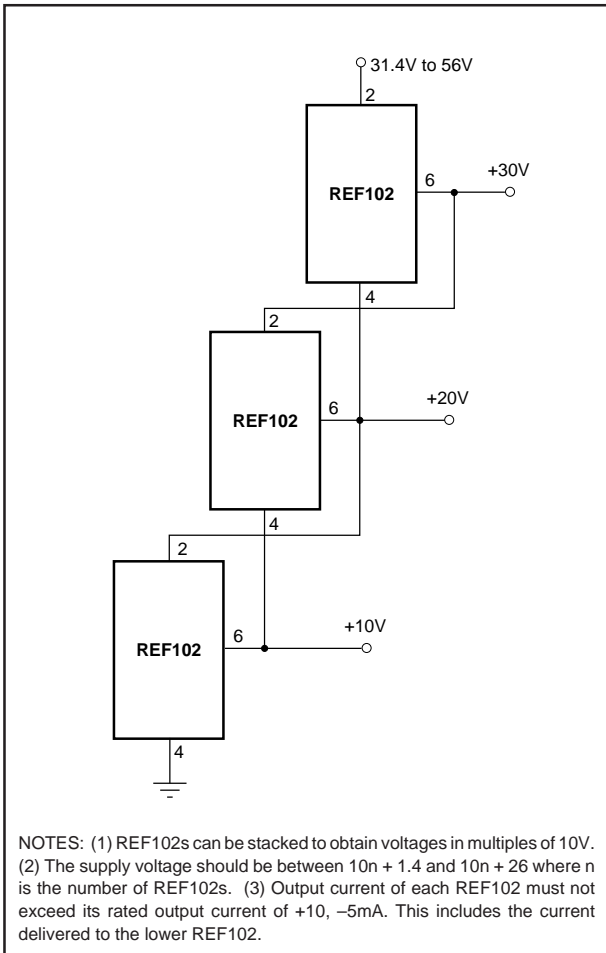 31.4V to 56V
2
REF102
6
+30V
4
2
REF102
6
+20V
4
2
REF102
6
+10V
4
NOTES: (1) REF102s can be stacked to obtain voltages in multiples of 10V.
(2) The supply voltage should be between 10n + 1.4 and 10n + 26 where n
is the number of REF102s. (3) Output current of each REF102 must not
exceed its rated output current of +10, –5mA. This includes the current
delivered to the lower REF102.